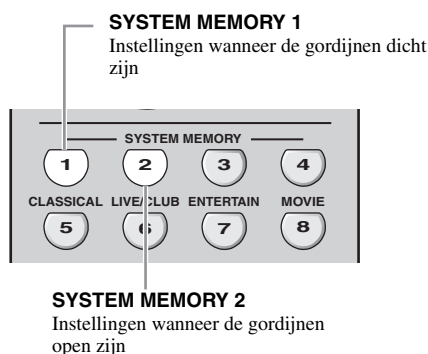 SYSTEM MEMORY 1
Instellingen wanneer de gordijnen dicht
zijn
SYSTEM MEMORY
1 2 3 4
CLASSICAL LIVE/CLUB ENTERTAIN MOVIE
5 6 7 8
SYSTEM MEMORY 2
Instellingen wanneer de gordijnen
open zijn